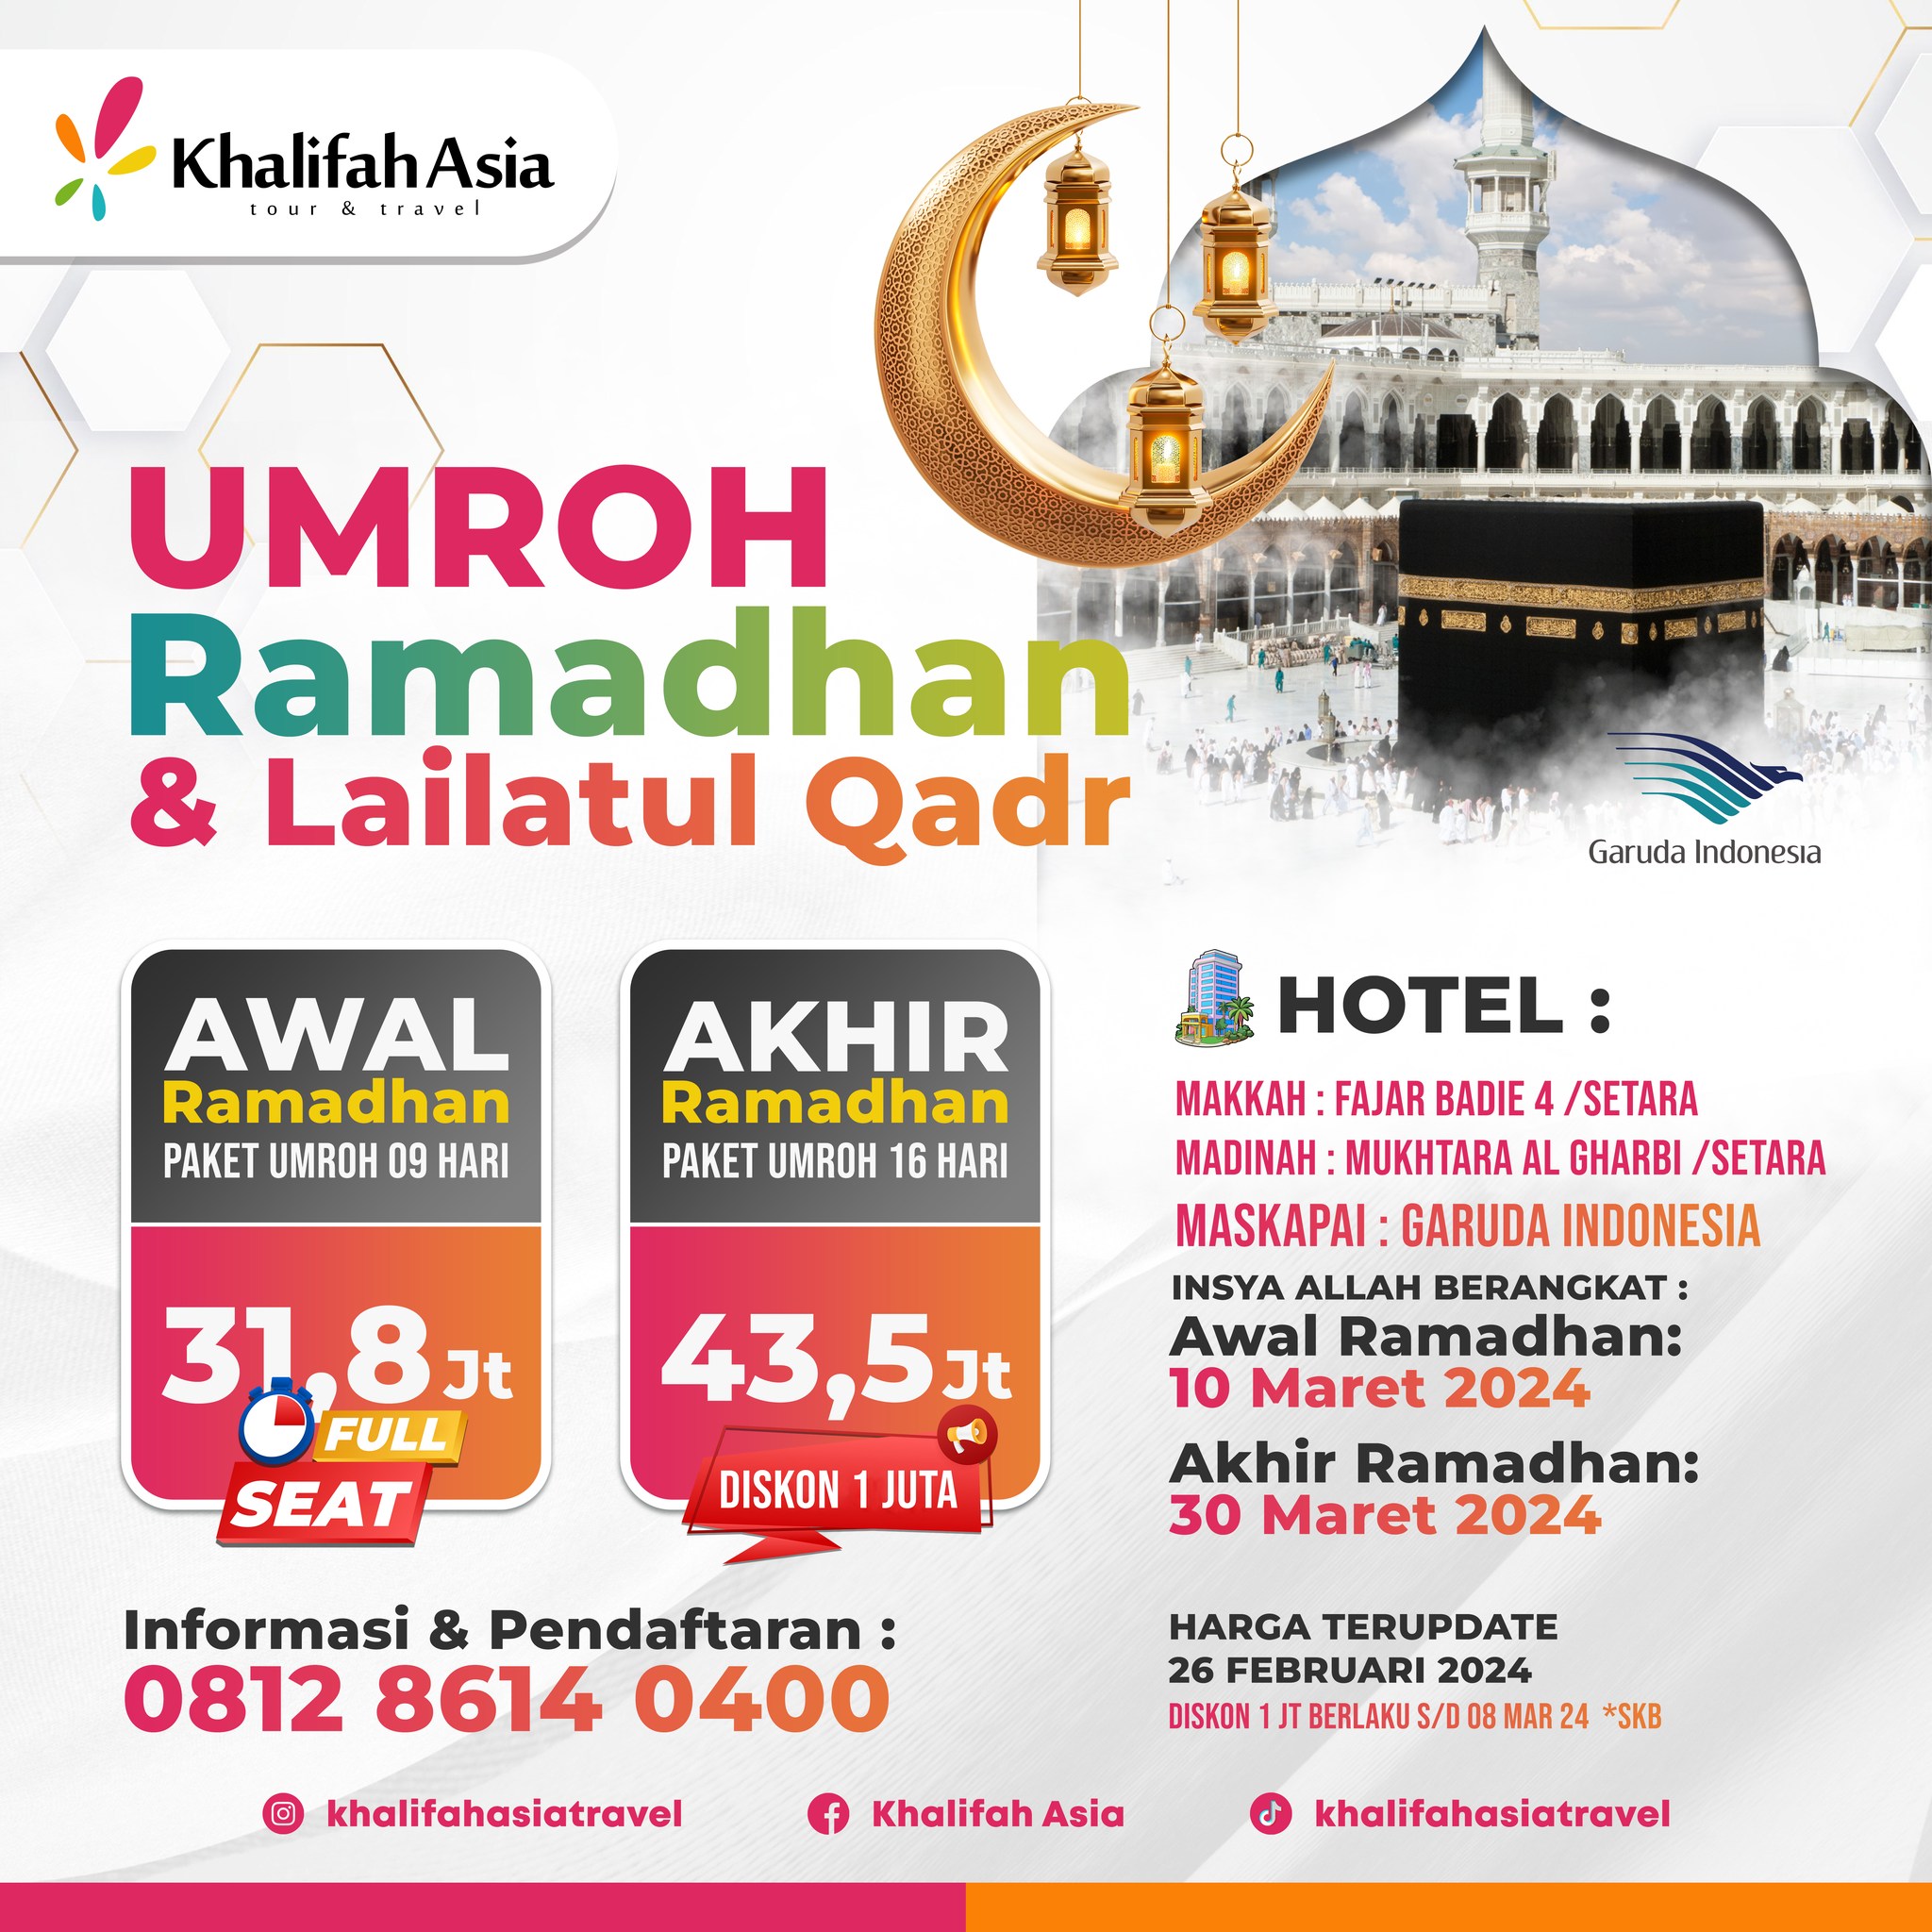 Khalifah Asia
tour & travel
UMROH
Ramadhan
& Lailatul Qadr
Garuda Indonesia
AWAL
Ramadhan
PAKET UMROH 09 HARI
31,8 Jt
FULL
SEAT
AKHIR
Ramadhan
PAKET UMROH 16 HARI
43,5 Jt
DISKON 1 JUTA
HOTEL :
MAKKAH : FAJAR BADIE 4 /SETARA
MADINAH : MUKHTARA AL GHARBI /SETARA
MASKAPAI : GARUDA INDONESIA
INSYA ALLAH BERANGKAT :
Awal Ramadhan:
10 Maret 2024
Akhir Ramadhan:
30 Maret 2024
Informasi & Pendaftaran :
0812 8614 0400
HARGA TERUPDATE
26 FEBRUARI 2024
DISKON 1 JT BERLAKU S/D 08 MAR 24 *SKB
khalifahasiatravel
Khalifah Asia
khalifahasiatravel